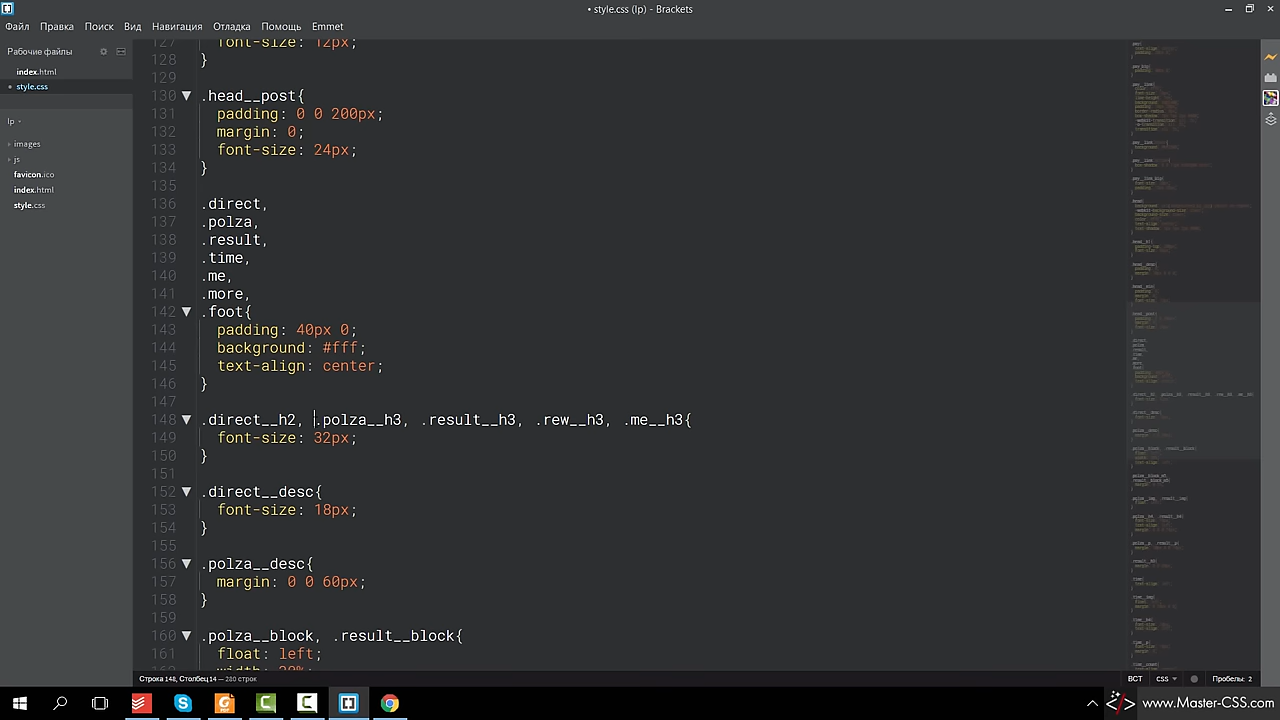 • style.css (lp) - Brackets
Файл Правка Поиск Вид Навигация Отладка Помощь Emmet
Рабочие файлы
index.html
• style.css
lp
images
js
favicon.ico
index.html
style.css
127 font-size: 12px;
128 }
129
130 .head__post{
131 padding: 0 0 200px;
132 margin: 0;
133 font-size: 24px;
134 }
135
136 .direct,
137 .polza,
138 .result,
139 .time,
140 .me,
141 .more,
142 .foot{
143 padding: 40px 0;
144 background: #fff;
145 text-align: center;
146 }
147
148 .direct__h2, .polza__h3, .result__h3, .rew__h3, .me__h3{
149 font-size: 32px;
150 }
151
152 .direct__desc{
153 font-size: 18px;
154 }
155
156 .polza__desc{
157 margin: 0 0 60px;
158 }
159
160 .polza__block, .result__block{
161 float: left;
Строка 148, Столбец 14 — 280 строк
ВСТ CSS Пробелы: 2
www.Master-CSS.com